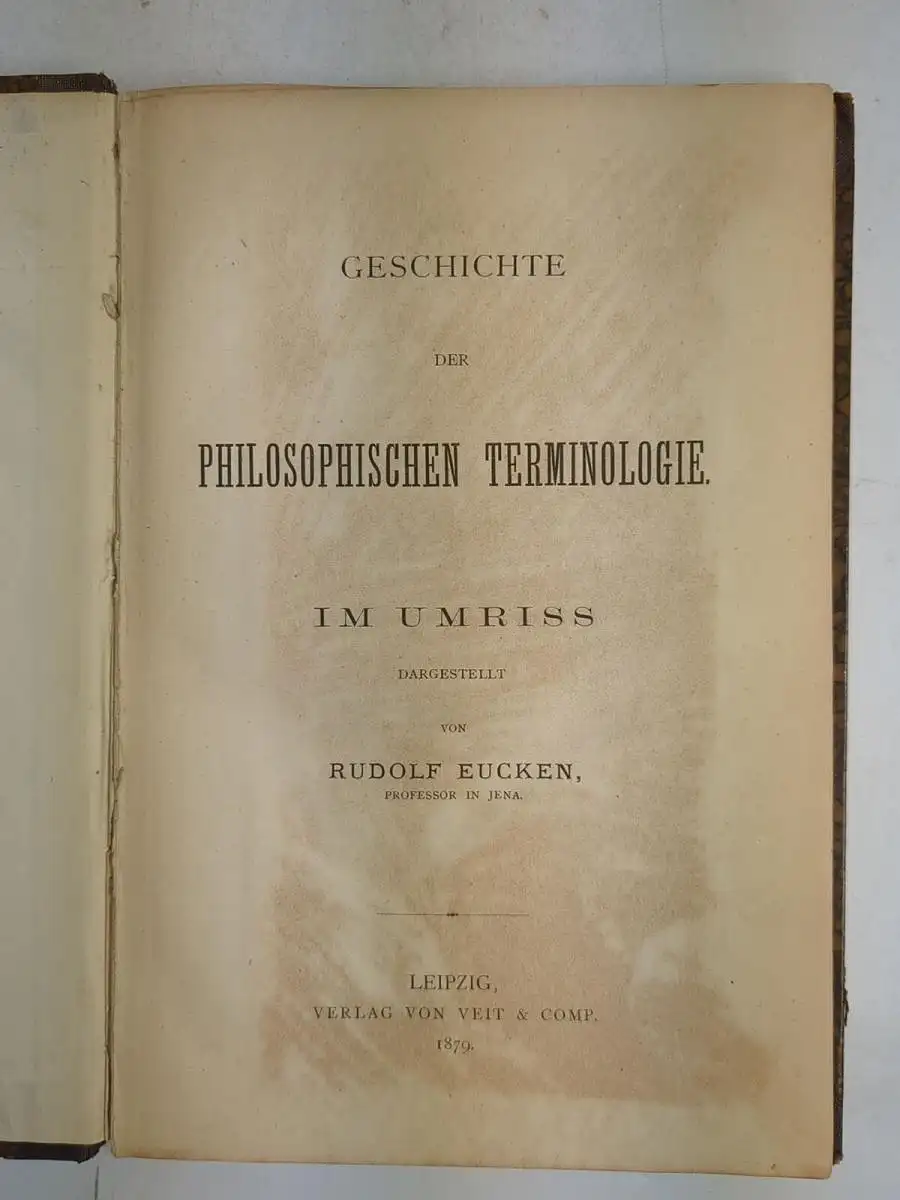 GESCHICHTE
DER
PHILOSOPHISCHEN TERMINOLOGIE.
IM UMRISS
DARGESTELLT
VON
RUDOLF EUCKEN,
PROFESSOR IN JENA.
LEIPZIG,
VERLAG VON VEIT & COMP.
1879.